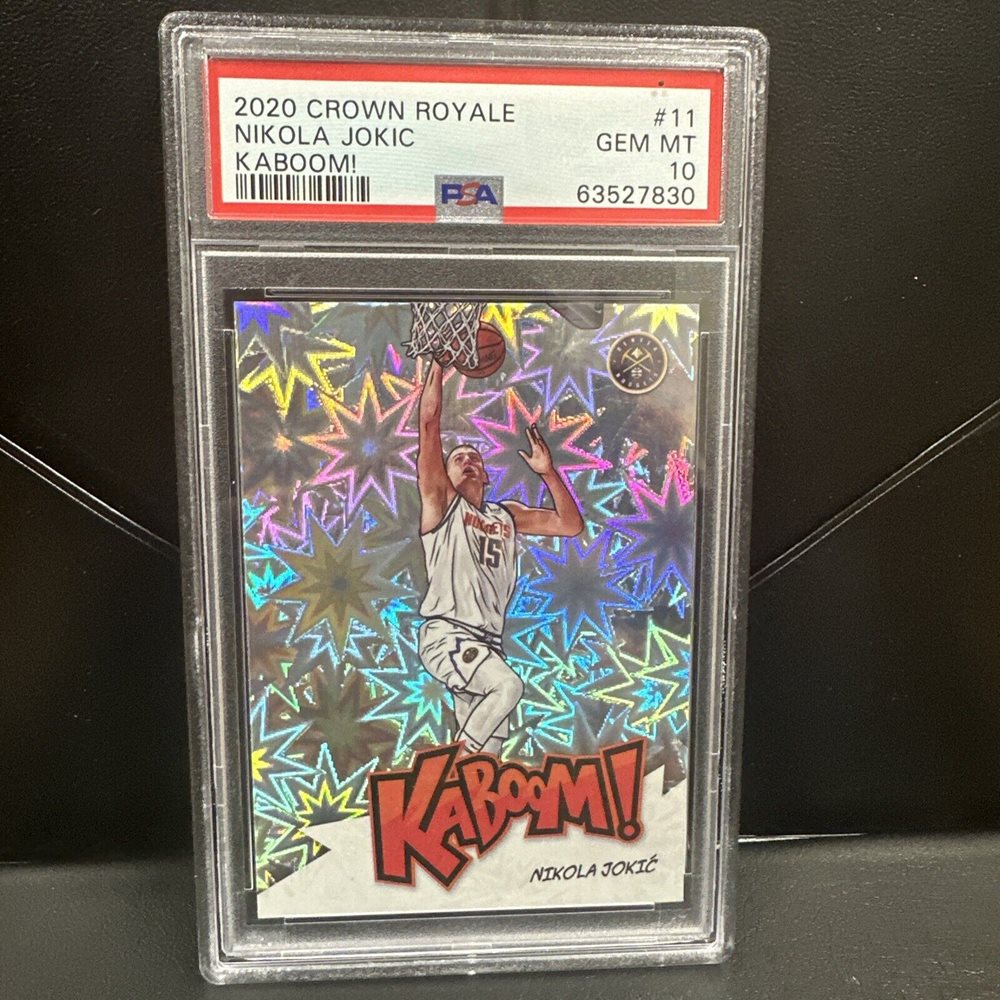 2020 CROWN ROYALE #11
NIKOLA JOKIC GEM MT
KABOOM! 10
PSA 63527830
NUGGETS
15
KABOOM!
NIKOLA JOKIĆ